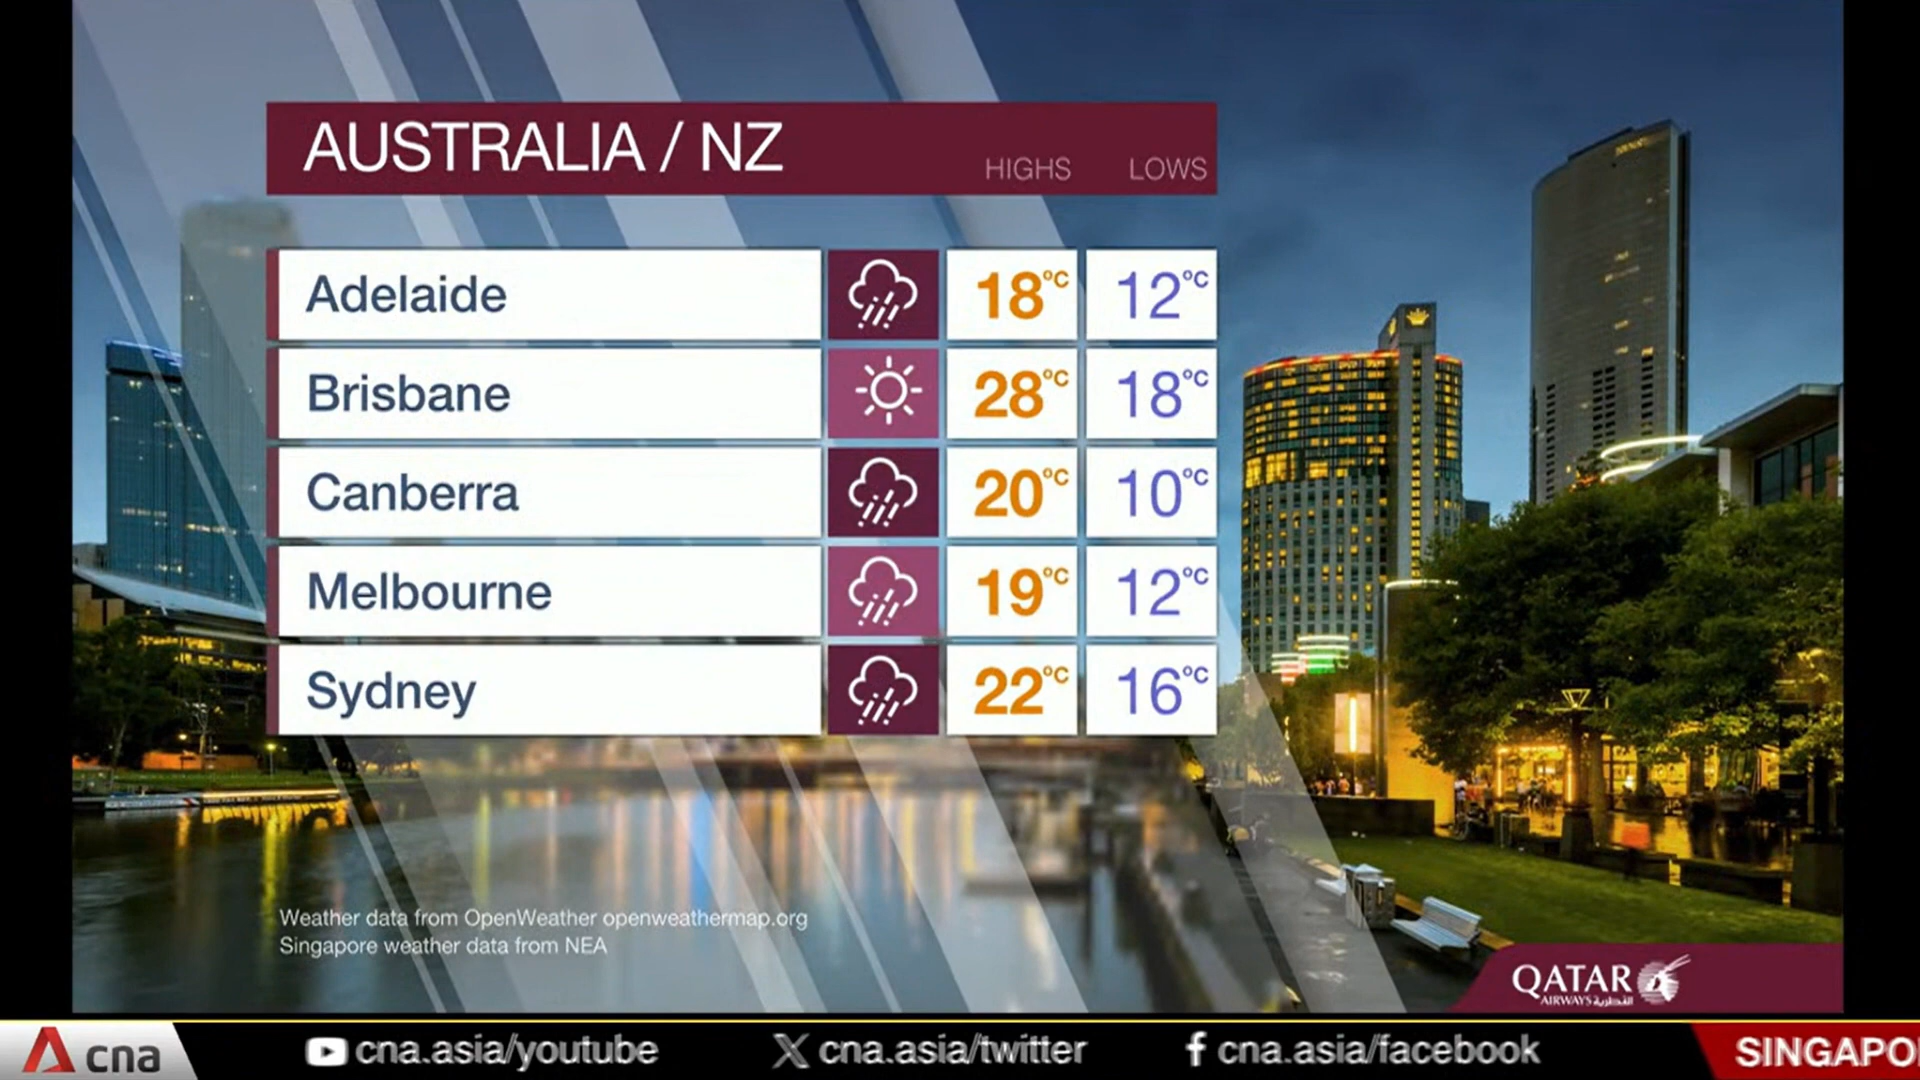 AUSTRALIA / NZ HIGHS LOWS
Adelaide 18°C 12°C
Brisbane 28°C 18°C
Canberra 20°C 10°C
Melbourne 19°C 12°C
Sydney 22°C 16°C
Weather data from OpenWeather openweathermap.org
Singapore weather data from NEA
QATAR
AIRWAYS القطرية
cna cna.asia/youtube cna.asia/twitter cna.asia/facebook SINGAPO